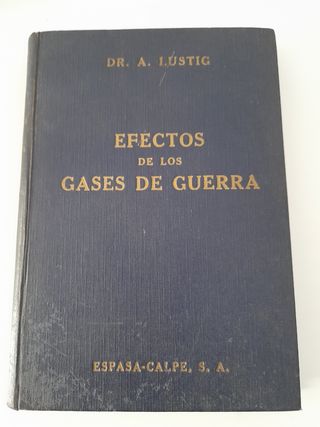 DR. A. LUSTIG
EFECTOS
DE LOS
GASES DE GUERRA
ESPASA-CALPE, S. A.